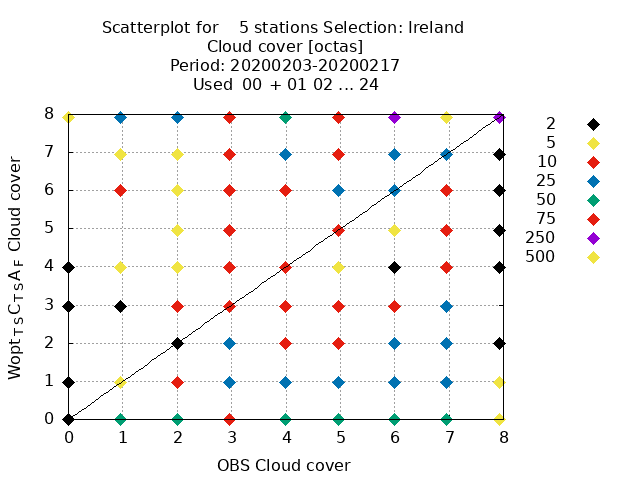 Scatterplot for    5 stations Selection: Ireland
Cloud cover [octas]
Period: 20200203-20200217
Used  00  + 01 02 ... 24
Wopt T S C T S A F  Cloud cover
8
7
6
5
4
3
2
1
0
0 1 2 3 4 5 6 7 8
OBS Cloud cover
2
5
10
25
50
75
250
500